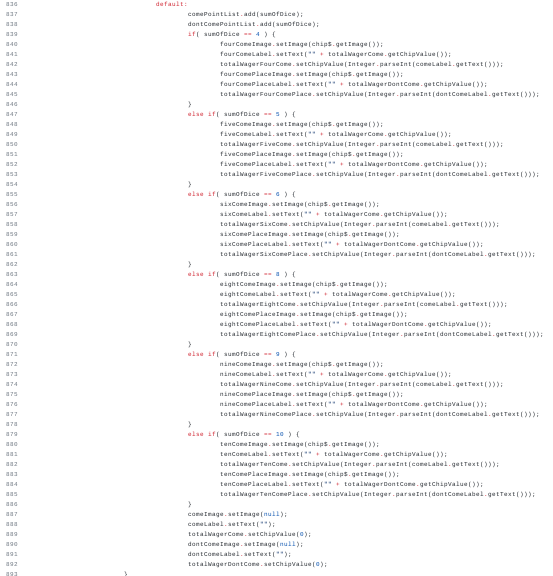 836 default:
837 comePointList.add(sumOfDice);
838 dontComePointList.add(sumOfDice);
839 if( sumOfDice == 4 ) {
840 fourComeImage.setImage(chip$.getImage());
841 fourComeLabel.setText("" + totalWagerCome.getChipValue());
842 totalWagerFourCome.setChipValue(Integer.parseInt(comeLabel.getText()));
843 fourComePlaceImage.setImage(chip$.getImage());
844 fourComePlaceLabel.setText("" + totalWagerDontCome.getChipValue());
845 totalWagerFourComePlace.setChipValue(Integer.parseInt(dontComeLabel.getText()));
846 }
847 else if( sumOfDice == 5 ) {
848 fiveComeImage.setImage(chip$.getImage());
849 fiveComeLabel.setText("" + totalWagerCome.getChipValue());
850 totalWagerFiveCome.setChipValue(Integer.parseInt(comeLabel.getText()));
851 fiveComePlaceImage.setImage(chip$.getImage());
852 fiveComePlaceLabel.setText("" + totalWagerDontCome.getChipValue());
853 totalWagerFiveComePlace.setChipValue(Integer.parseInt(dontComeLabel.getText()));
854 }
855 else if( sumOfDice == 6 ) {
856 sixComeImage.setImage(chip$.getImage());
857 sixComeLabel.setText("" + totalWagerCome.getChipValue());
858 totalWagerSixCome.setChipValue(Integer.parseInt(comeLabel.getText()));
859 sixComePlaceImage.setImage(chip$.getImage());
860 sixComePlaceLabel.setText("" + totalWagerDontCome.getChipValue());
861 totalWagerSixComePlace.setChipValue(Integer.parseInt(dontComeLabel.getText()));
862 }
863 else if( sumOfDice == 8 ) {
864 eightComeImage.setImage(chip$.getImage());
865 eightComeLabel.setText("" + totalWagerCome.getChipValue());
866 totalWagerEightCome.setChipValue(Integer.parseInt(comeLabel.getText()));
867 eightComePlaceImage.setImage(chip$.getImage());
868 eightComePlaceLabel.setText("" + totalWagerDontCome.getChipValue());
869 totalWagerEightComePlace.setChipValue(Integer.parseInt(dontComeLabel.getText()));
870 }
871 else if( sumOfDice == 9 ) {
872 nineComeImage.setImage(chip$.getImage());
873 nineComeLabel.setText("" + totalWagerCome.getChipValue());
874 totalWagerNineCome.setChipValue(Integer.parseInt(comeLabel.getText()));
875 nineComePlaceImage.setImage(chip$.getImage());
876 nineComePlaceLabel.setText("" + totalWagerDontCome.getChipValue());
877 totalWagerNineComePlace.setChipValue(Integer.parseInt(dontComeLabel.getText()));
878 }
879 else if( sumOfDice == 10 ) {
880 tenComeImage.setImage(chip$.getImage());
881 tenComeLabel.setText("" + totalWagerCome.getChipValue());
882 totalWagerTenCome.setChipValue(Integer.parseInt(comeLabel.getText()));
883 tenComePlaceImage.setImage(chip$.getImage());
884 tenComePlaceLabel.setText("" + totalWagerDontCome.getChipValue());
885 totalWagerTenComePlace.setChipValue(Integer.parseInt(dontComeLabel.getText()));
886 }
887 comeImage.setImage(null);
888 comeLabel.setText("");
889 totalWagerCome.setChipValue(0);
890 dontComeImage.setImage(null);
891 dontComeLabel.setText("");
892 totalWagerDontCome.setChipValue(0);
893 }